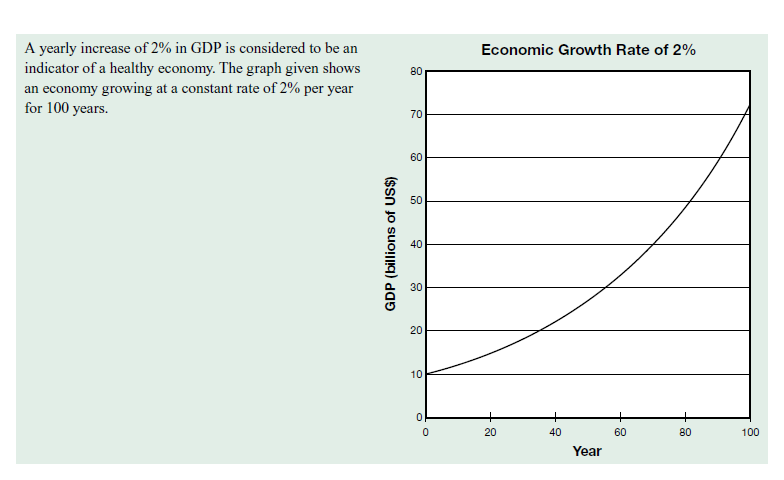 A yearly increase of 2% in GDP is considered to be an
indicator of a healthy economy. The graph given shows
an economy growing at a constant rate of 2% per year
for 100 years.
Economic Growth Rate of 2%
80
70
60
50
40
30
20
10
0
GDP (billions of US$)
0 20 40 60 80 100
Year